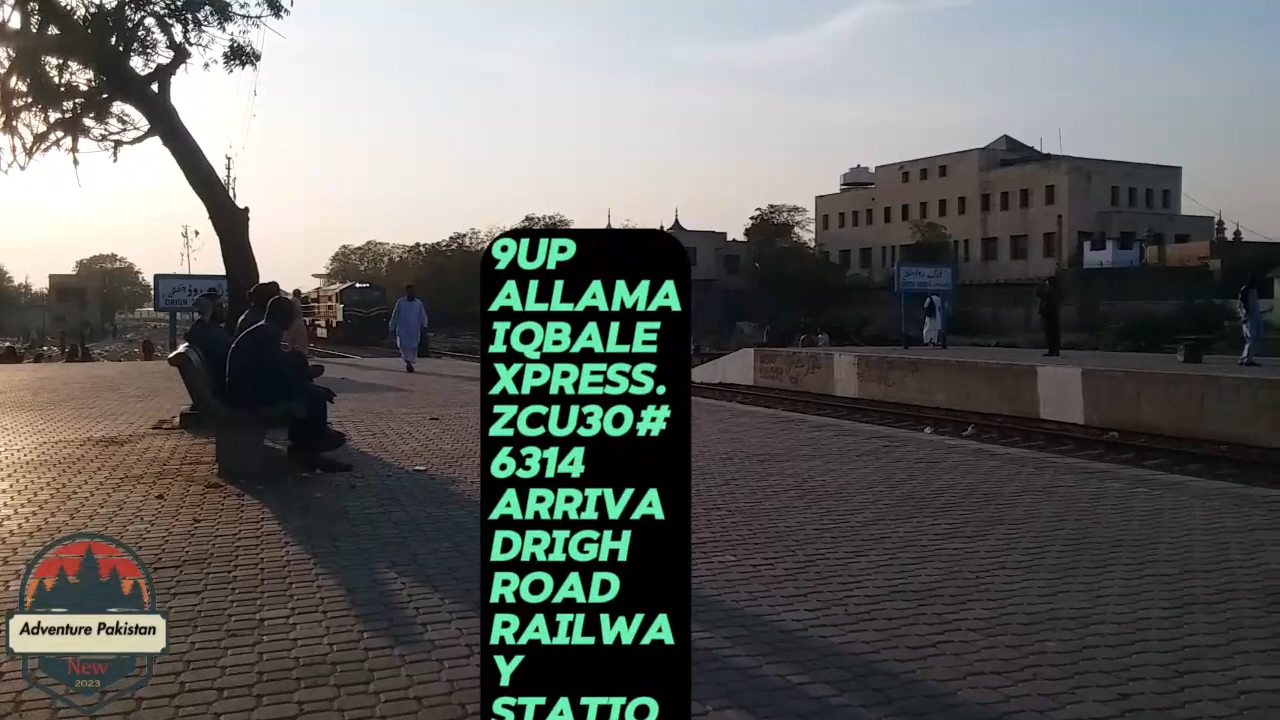 9UP
ALLAMA
IQBALE
XPRESS.
ZCU30#
6314
ARRIVA
DRIGH
ROAD
RAILWA
Y
STATIO
DRIGH
Adventure Pakistan
New
2023